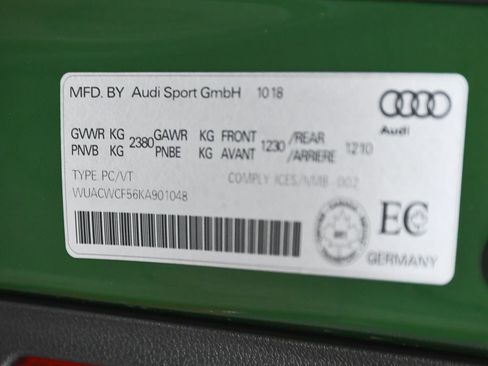 MFD. BY Audi Sport GmbH 1018
Audi
GVWR KG 2380 GAWR KG FRONT 1230 /REAR 1210
PNVB KG PNBE KG AVANT /ARRIERE
TYPE PC/VT COMPLY ICES/NMB 002
WUACWCF56KA901048
EC
GERMANY